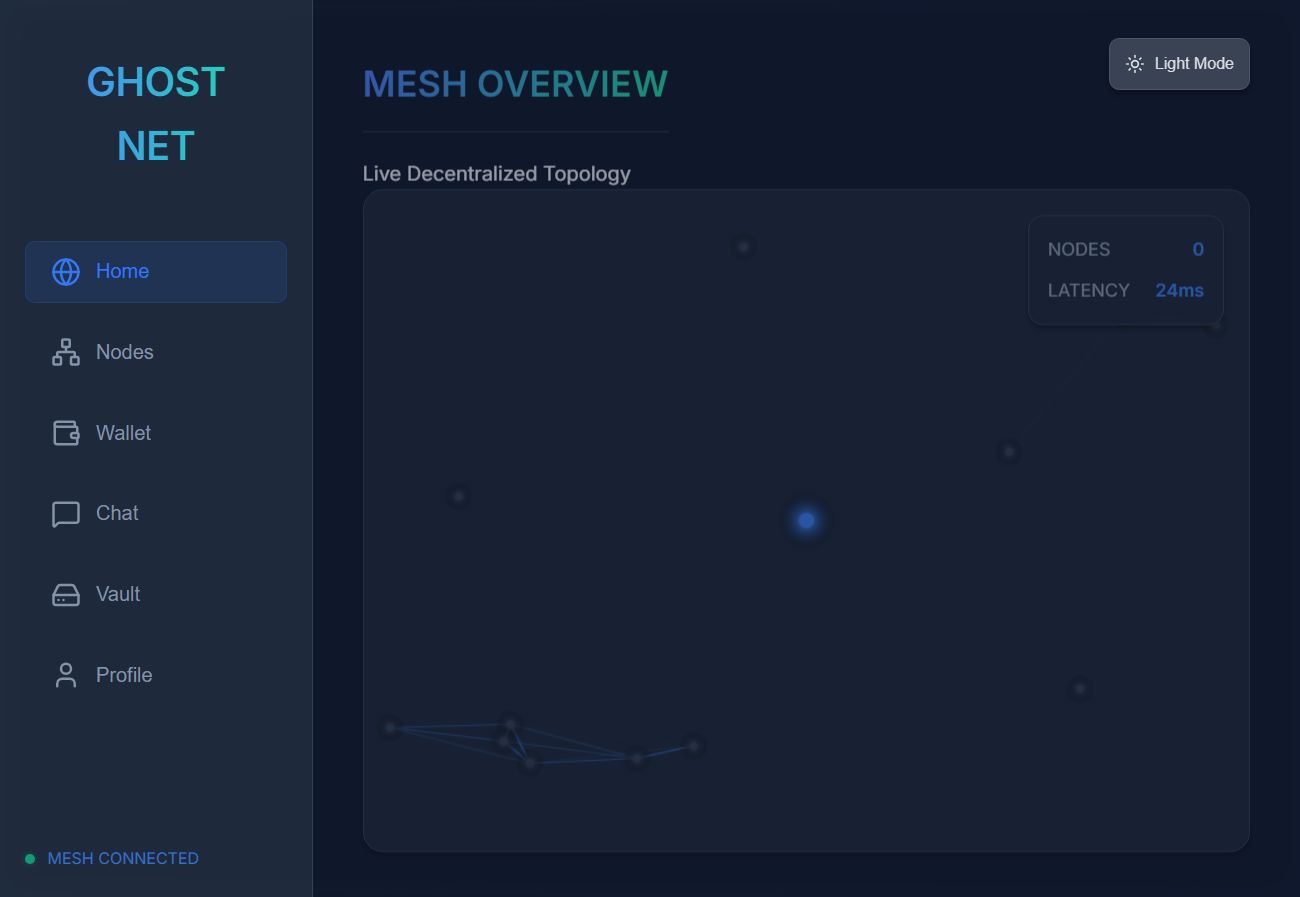 GHOST
NET
Home
Nodes
Wallet
Chat
Vault
Profile
MESH CONNECTED
MESH OVERVIEW
Light Mode
Live Decentralized Topology
NODES 0
LATENCY 24ms